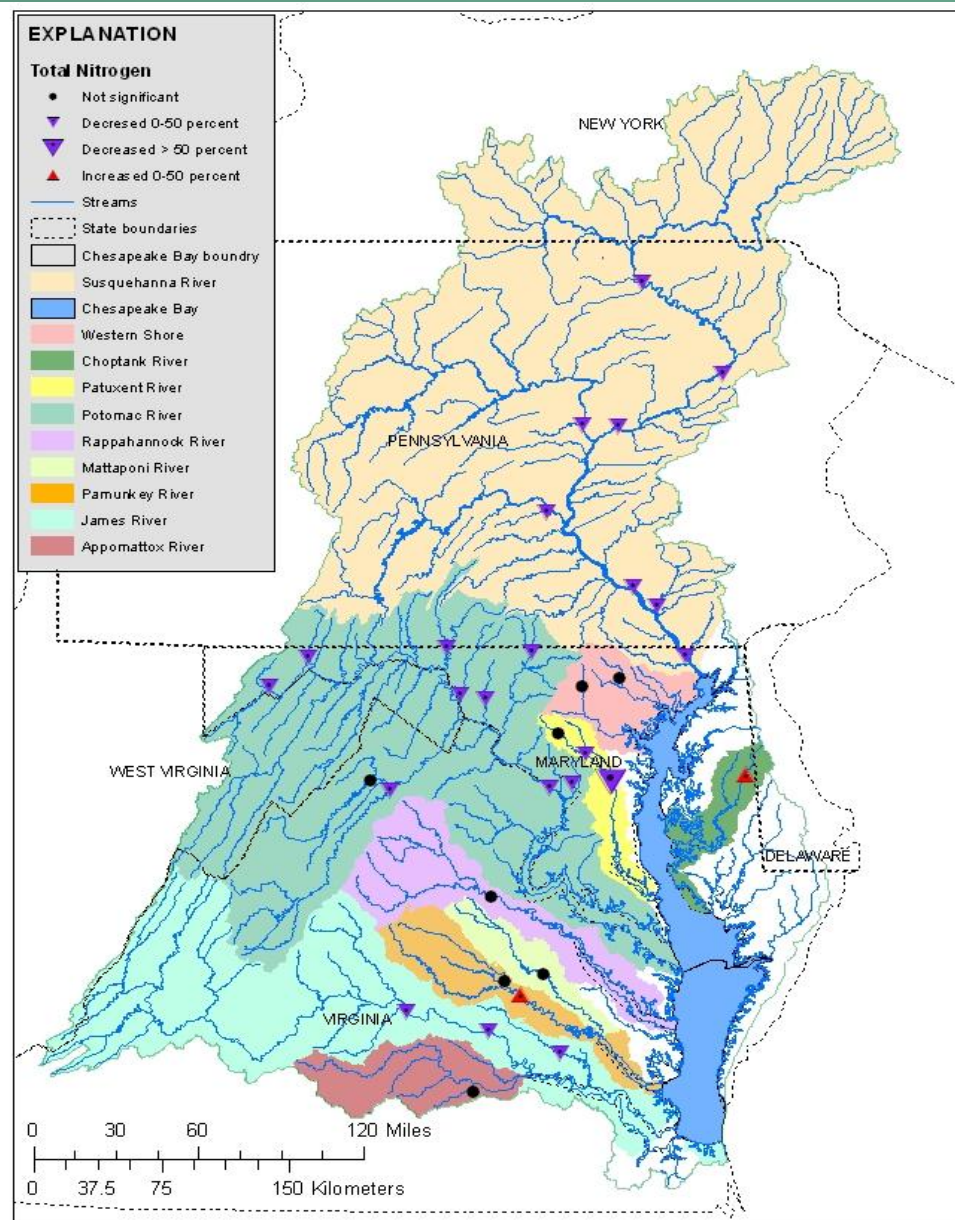 EXPLANATION
Total Nitrogen
Not significant
Decresed 0-50 percent
Decreased > 50 percent
Increased 0-50 percent
Streams
State boundaries
Chesapeake Bay boundry
Susquehanna River
Chesapeake Bay
Western Shore
Choptank River
Patuxent River
Potomac River
Rappahannock River
Mattaponi River
Pamunkey River
James River
Appomattox River
NEW YORK
PENNSYLVANIA
WEST VIRGINIA
MARYLAND
DELAWARE
VIRGINIA
0 30 60 120 Miles
0 37.5 75 150 Kilometers